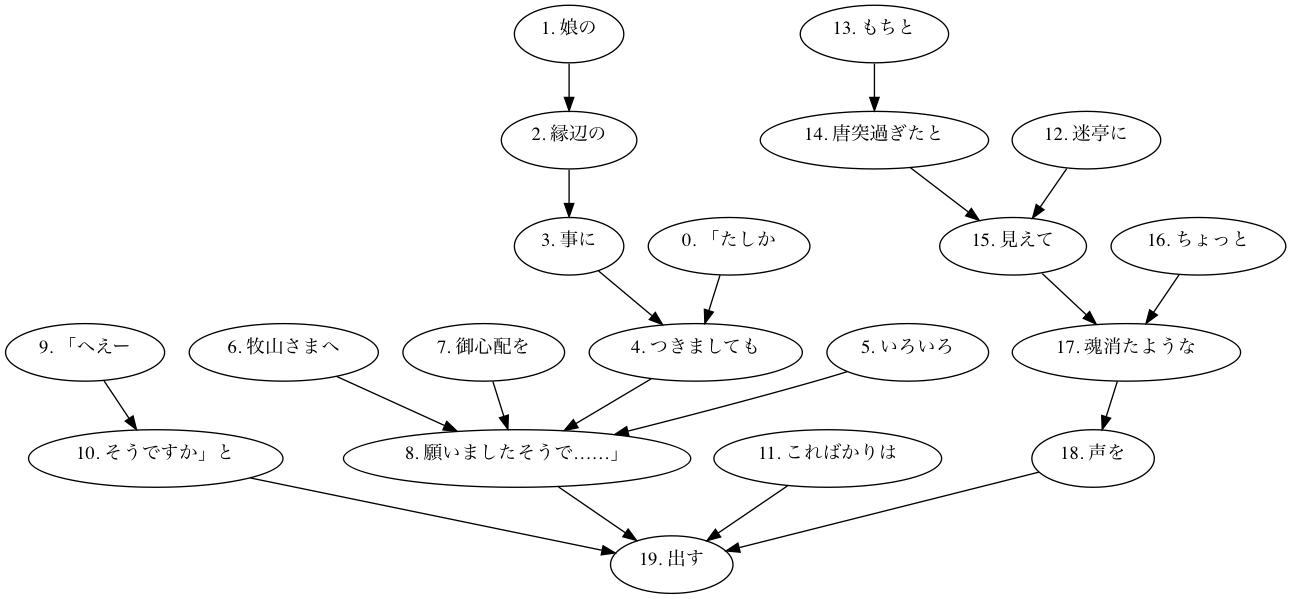 1. 娘の
13. もちと
2. 縁辺の
14. 唐突過ぎたと
12. 迷亭に
3. 事に
0. 「たしか
15. 見えて
16. ちょっと
9. 「へえー
6. 牧山さまへ
7. 御心配を
4. つきましても
5. いろいろ
17. 魂消たような
10. そうですか」と
8. 願いましたそうで……」
11. こればかりは
18. 声を
19. 出す